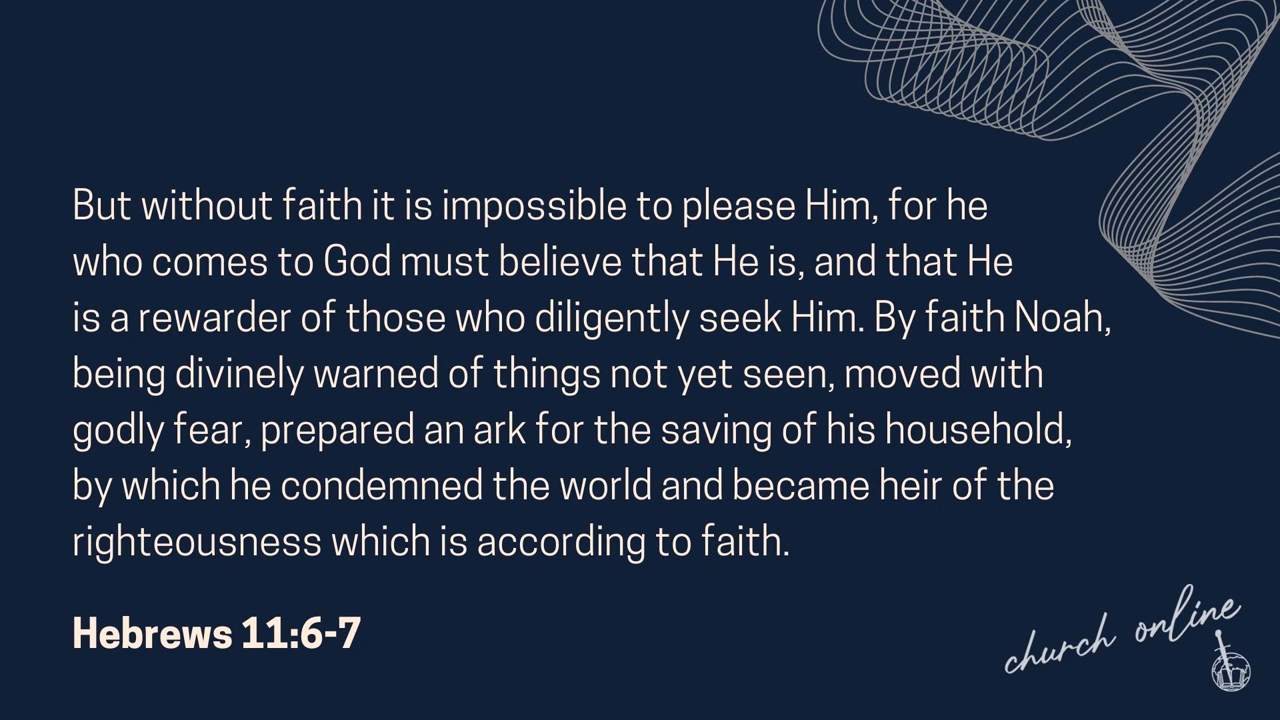 But without faith it is impossible to please Him, for he
who comes to God must believe that He is, and that He
is a rewarder of those who diligently seek Him. By faith Noah,
being divinely warned of things not yet seen, moved with
godly fear, prepared an ark for the saving of his household,
by which he condemned the world and became heir of the
righteousness which is according to faith.
Hebrews 11:6-7
church online